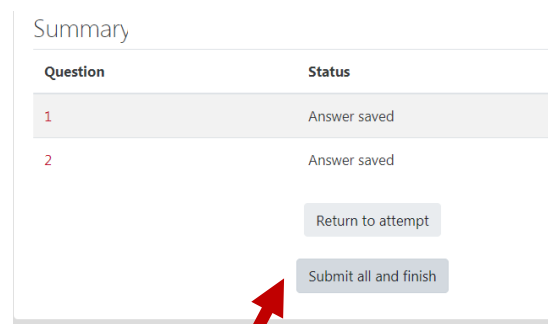 Summary
Question Status
1 Answer saved
2 Answer saved
Return to attempt
Submit all and finish